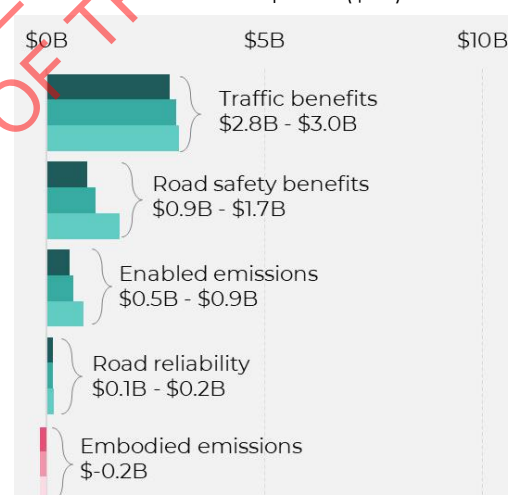 $0B $5B $10B
Traffic benefits
$2.8B - $3.0B
Road safety benefits
$0.9B - $1.7B
Enabled emissions
$0.5B - $0.9B
Road reliability
$0.1B - $0.2B
Embodied emissions
$-0.2B
OF